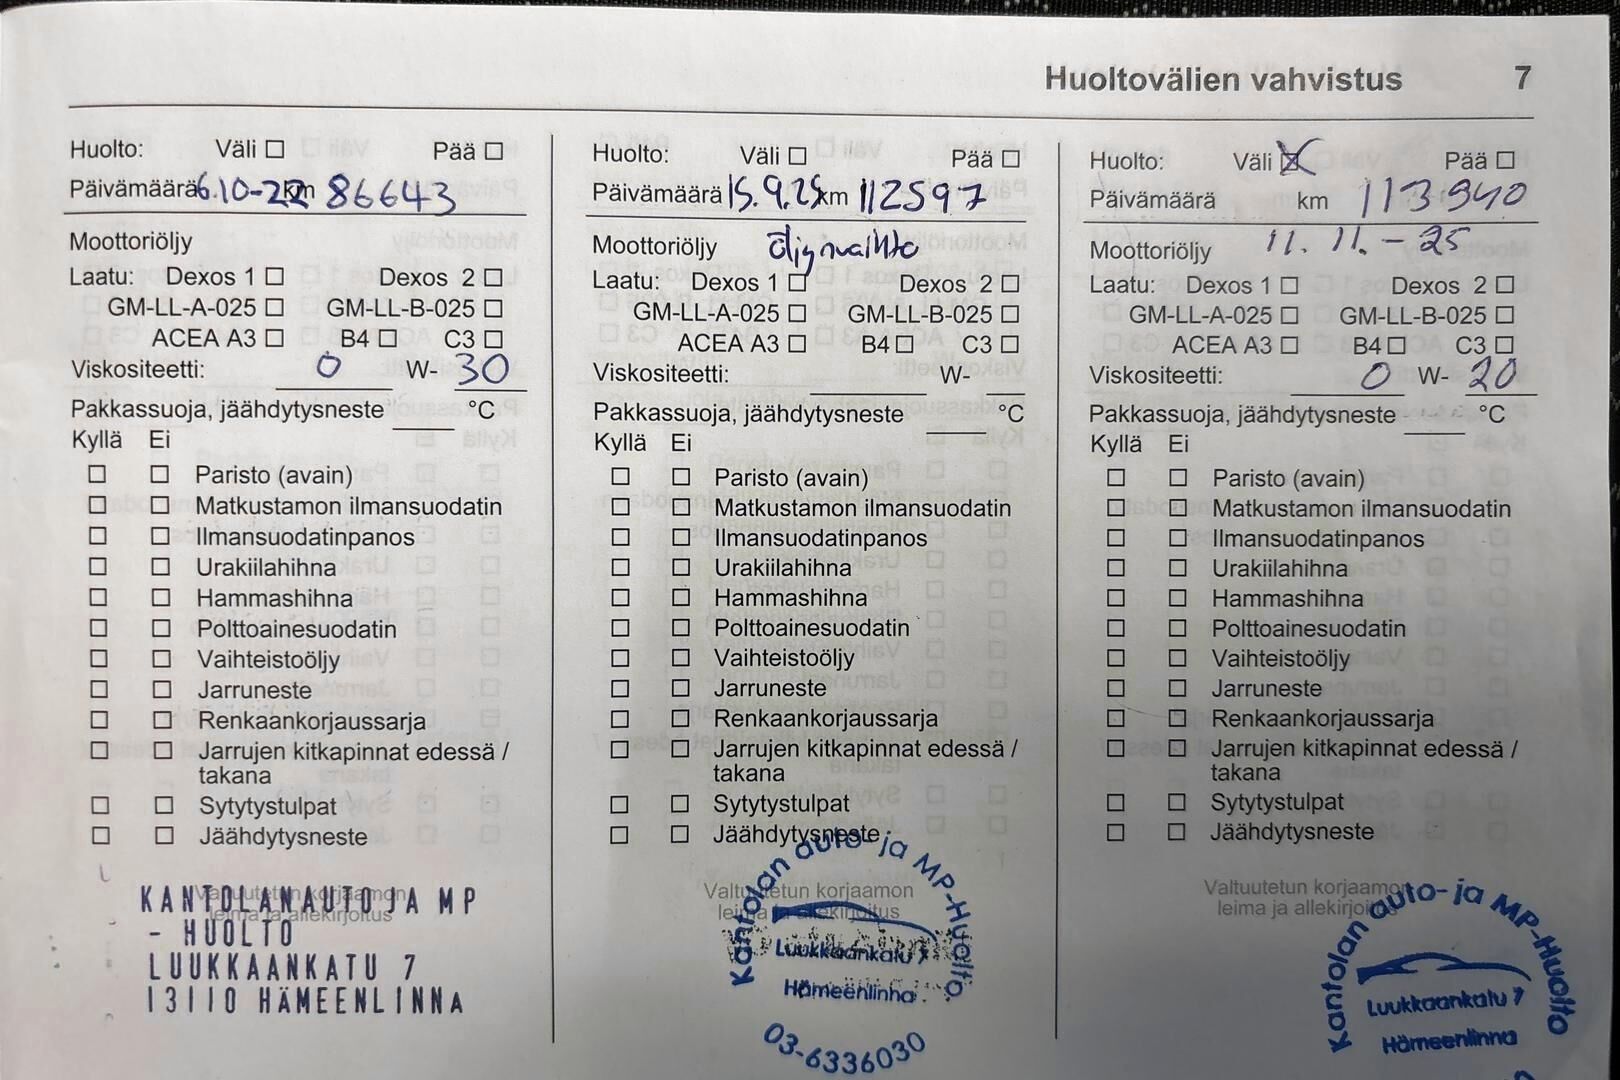 Huoltovälien vahvistus 7
Huolto: Väli ☐ Pää ☐
Päivämäärä 6.10-22 km 86643
Moottoriöljy
Laatu: Dexos 1 ☐ Dexos 2 ☐
GM-LL-A-025 ☐ GM-LL-B-025 ☐
ACEA A3 ☐ B4 ☐ C3 ☐
Viskositeetti: 0 W- 30
Pakkassuoja, jäähdytysneste °C
Kyllä Ei
☐ ☐ Paristo (avain)
☐ ☐ Matkustamon ilmansuodatin
☐ ☐ Ilmansuodatinpanos
☐ ☐ Urakiilahihna
☐ ☐ Hammashihna
☐ ☐ Polttoainesuodatin
☐ ☐ Vaihteistoöljy
☐ ☐ Jarruneste
☐ ☐ Renkaankorjaussarja
☐ ☐ Jarrujen kitkapinnat edessä /
takana
☐ ☐ Sytytystulpat
☐ ☐ Jäähdytysneste
Valtuutetun korjaamon
leima ja allekirjoitus
KANTOLAN AUTO JA MP
- HUOLTO
LUUKKAANKATU 7
13110 HÄMEENLINNA
Huolto: Väli ☐ Pää ☐
Päivämäärä 15.9.25 km 112597
Moottoriöljy öljynvaihto
Laatu: Dexos 1 ☐ Dexos 2 ☐
GM-LL-A-025 ☐ GM-LL-B-025 ☐
ACEA A3 ☐ B4 ☐ C3 ☐
Viskositeetti: W-
Pakkassuoja, jäähdytysneste °C
Kyllä Ei
☐ ☐ Paristo (avain)
☐ ☐ Matkustamon ilmansuodatin
☐ ☐ Ilmansuodatinpanos
☐ ☐ Urakiilahihna
☐ ☐ Hammashihna
☐ ☐ Polttoainesuodatin
☐ ☐ Vaihteistoöljy
☐ ☐ Jarruneste
☐ ☐ Renkaankorjaussarja
☐ ☐ Jarrujen kitkapinnat edessä /
takana
☐ ☐ Sytytystulpat
☐ ☐ Jäähdytysneste
Valtuutetun korjaamon
leima ja allekirjoitus
Kantolan auto- ja MP-Huolto
Luukkaankatu 7
Hämeenlinna
03-6336030
Huolto: Väli ☒ Pää ☐
Päivämäärä km 113940
Moottoriöljy 11. 11. - 25
Laatu: Dexos 1 ☐ Dexos 2 ☐
GM-LL-A-025 ☐ GM-LL-B-025 ☐
ACEA A3 ☐ B4 ☐ C3 ☐
Viskositeetti: 0 W- 20
Pakkassuoja, jäähdytysneste °C
Kyllä Ei
☐ ☐ Paristo (avain)
☐ ☐ Matkustamon ilmansuodatin
☐ ☐ Ilmansuodatinpanos
☐ ☐ Urakiilahihna
☐ ☐ Hammashihna
☐ ☐ Polttoainesuodatin
☐ ☐ Vaihteistoöljy
☐ ☐ Jarruneste
☐ ☐ Renkaankorjaussarja
☐ ☐ Jarrujen kitkapinnat edessä /
takana
☐ ☐ Sytytystulpat
☐ ☐ Jäähdytysneste
Valtuutetun korjaamon
leima ja allekirjoitus
Kantolan auto- ja MP-Huolto
Luukkaankatu 7
Hämeenlinna